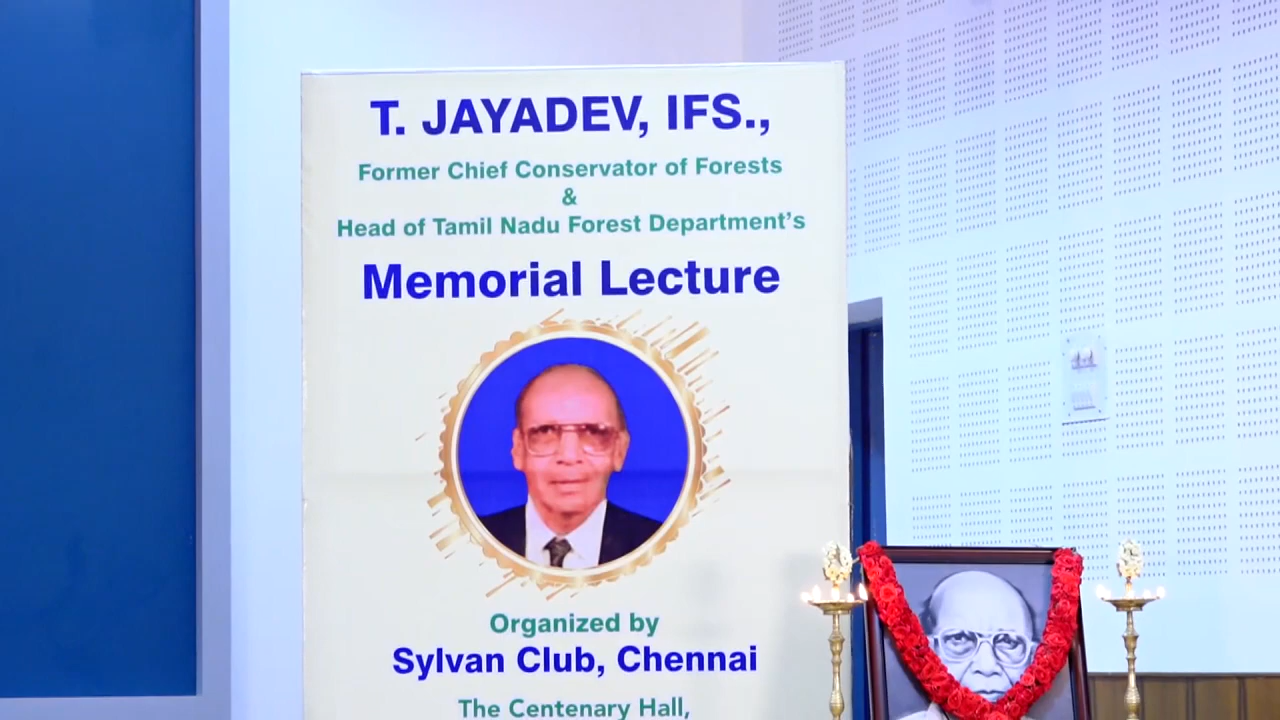 T. JAYADEV, IFS.,
Former Chief Conservator of Forests
&
Head of Tamil Nadu Forest Department's
Memorial Lecture
Organized by
Sylvan Club, Chennai
The Centenary Hall,